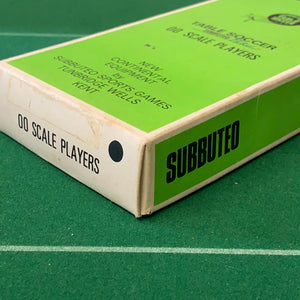 TABLE SOCCER
00 SCALE PLAYERS
NEW
CONTINENTAL
EQUIPMENT
by
SUBBUTEO SPORTS GAMES
TUNBRIDGE WELLS
KENT.
00 SCALE PLAYERS
SUBBUTEO